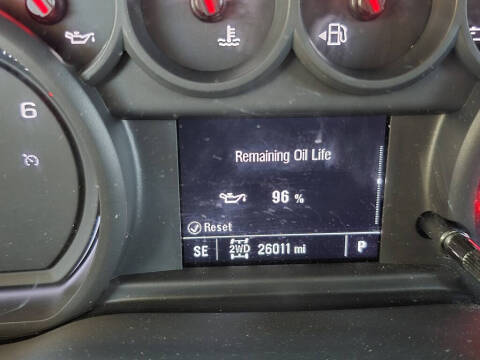 6
Remaining Oil Life
96 %
Reset
SE 2WD 26011 mi P